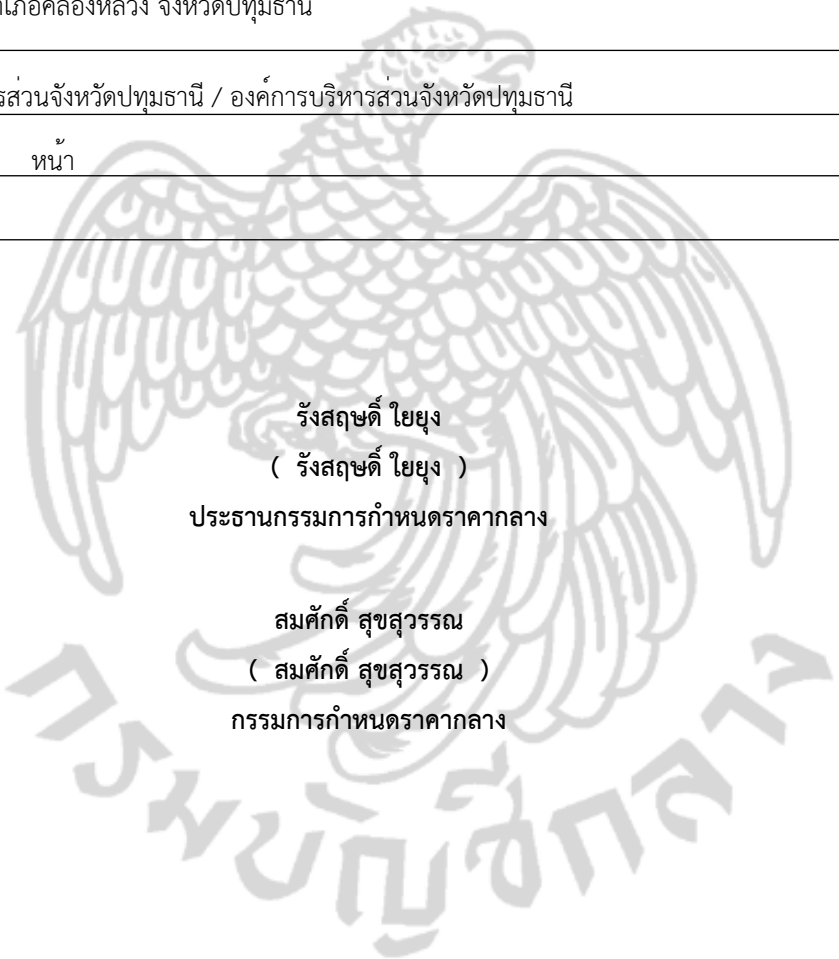 คลองหลวง จังหวัดปทุมธานี
ส่วนจังหวัดปทุมธานี / องค์การบริหารส่วนจังหวัดปทุมธานี
หน้า
รังสฤษดิ์ ใยยุง
( รังสฤษดิ์ ใยยุง )
ประธานกรรมการกำหนดราคากลาง
สมศักดิ์ สุขสุวรรณ
( สมศักดิ์ สุขสุวรรณ )
กรรมการกำหนดราคากลาง
กรมบัญชีกลาง